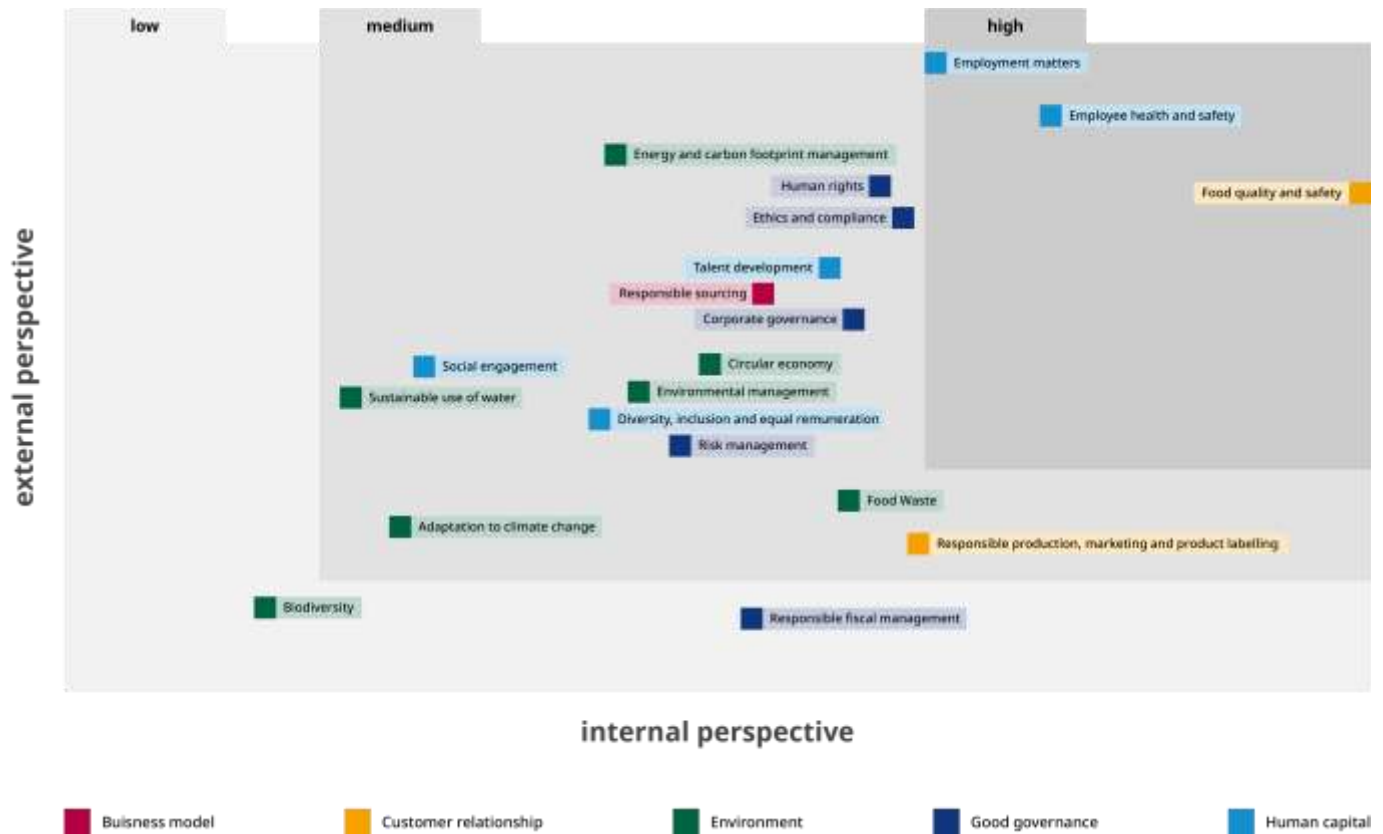 low
medium
high
Employment matters
Employee health and safety
Energy and carbon footprint management
Human rights
Food quality and safety
Ethics and compliance
Talent development
Responsible sourcing
Corporate governance
Circular economy
Social engagement
Environmental management
Sustainable use of water
Diversity, inclusion and equal remuneration
Risk management
Food Waste
Adaptation to climate change
Responsible production, marketing and product labelling
Biodiversity
Responsible fiscal management
external perspective
internal perspective
Buisness model
Customer relationship
Environment
Good governance
Human capital